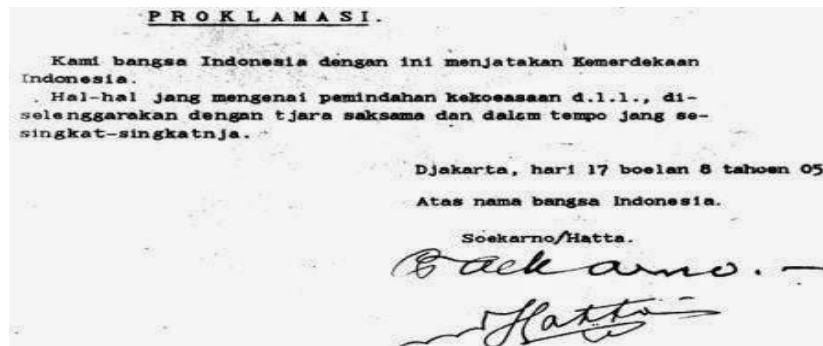 P R O K L A M A S I.
Kami bangsa Indonesia dengan ini menjatakan Kemerdekaan
Indonesia.
Hal-hal jang mengenai pemindahan kekoeasaan d.l.l., di-
selenggarakan dengan tjara saksama dan dalam tempo jang se-
singkat-singkatnja.
Djakarta, hari 17 boelan 8 tahoen 05
Atas nama bangsa Indonesia.
Soekarno/Hatta.
Soekarno.
Hatta